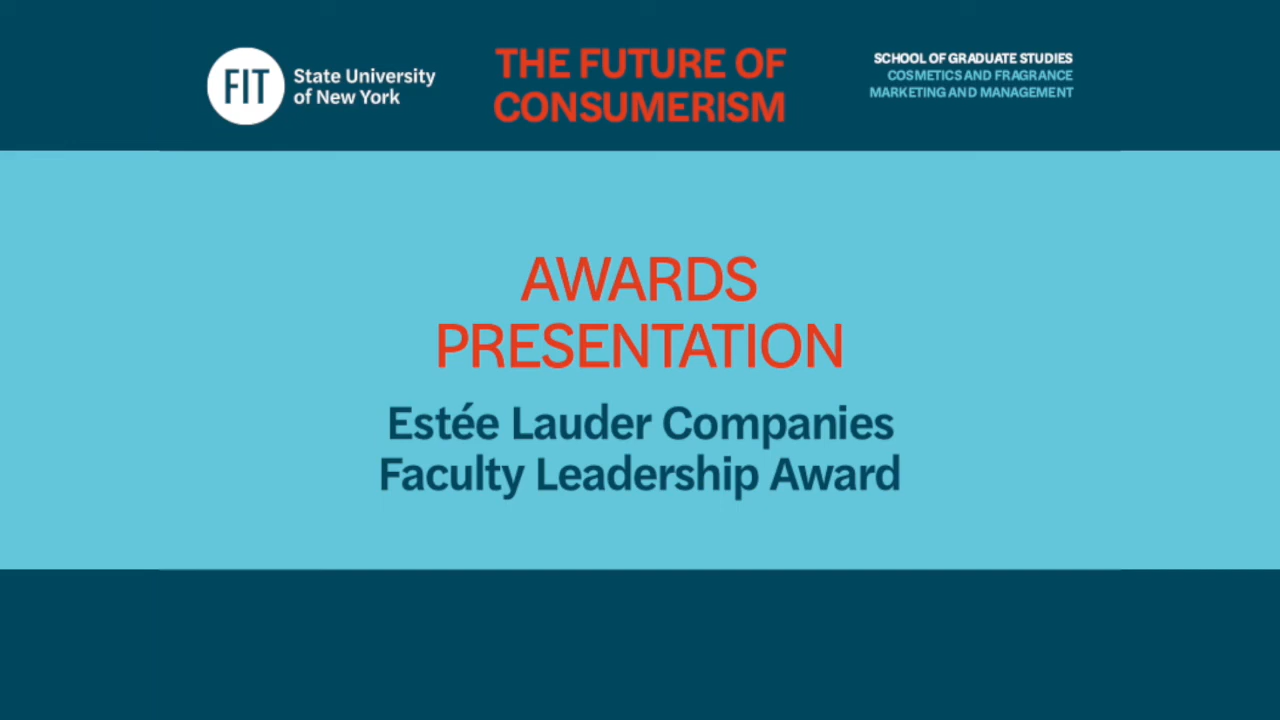 FIT
State University
of New York
THE FUTURE OF
CONSUMERISM
SCHOOL OF GRADUATE STUDIES
COSMETICS AND FRAGRANCE
MARKETING AND MANAGEMENT
AWARDS
PRESENTATION
Estée Lauder Companies
Faculty Leadership Award